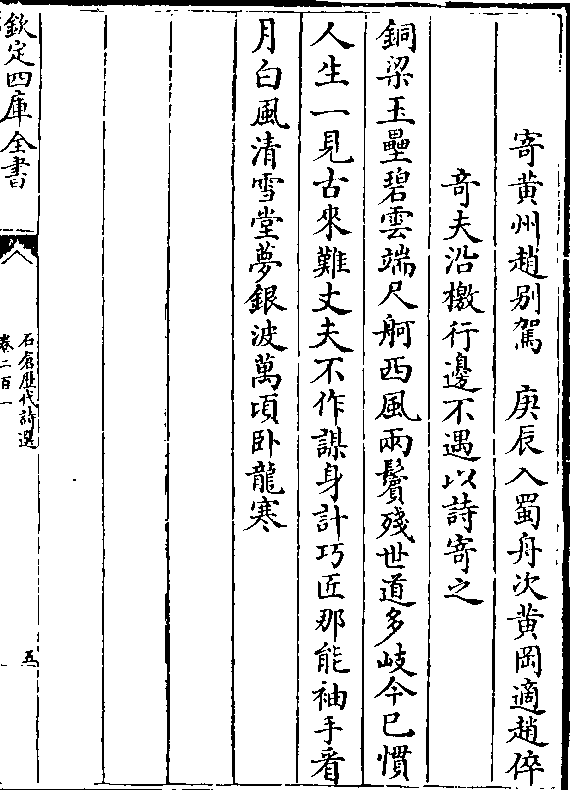 寄黄州趙别駕　庚辰入蜀舟次黄岡適趙倅
竒夫沿檄行邊不遇以詩寄之
銅梁玉壘碧雲端尺舸西風兩鬢殘世道多岐今已慣
人生一見古來難丈夫不作謀身計巧匠那能袖手看
月白風清雪堂夢銀波萬頃卧龍寒
欽定四庫全書
石倉歴代詩選
卷二百一
五